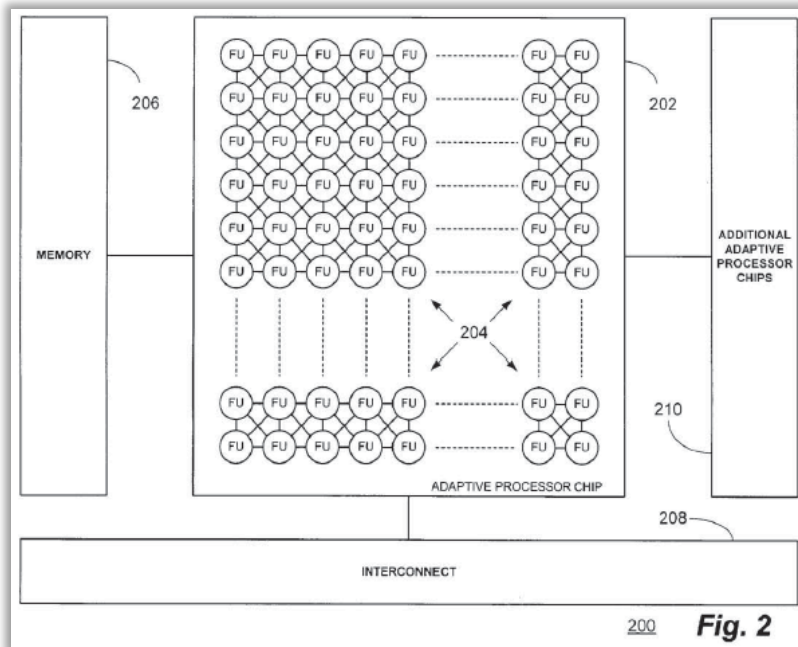 FU FU FU FU FU FU FU
FU FU FU FU FU FU FU
206
202
FU FU FU FU FU FU FU
FU FU FU FU FU FU FU
FU FU FU FU FU FU FU
MEMORY
ADDITIONAL
ADAPTIVE
PROCESSOR
CHIPS
FU FU FU FU FU FU FU
204
FU FU FU FU FU FU FU
210
FU FU FU FU FU FU FU
ADAPTIVE PROCESSOR CHIP
208
INTERCONNECT
200 Fig. 2